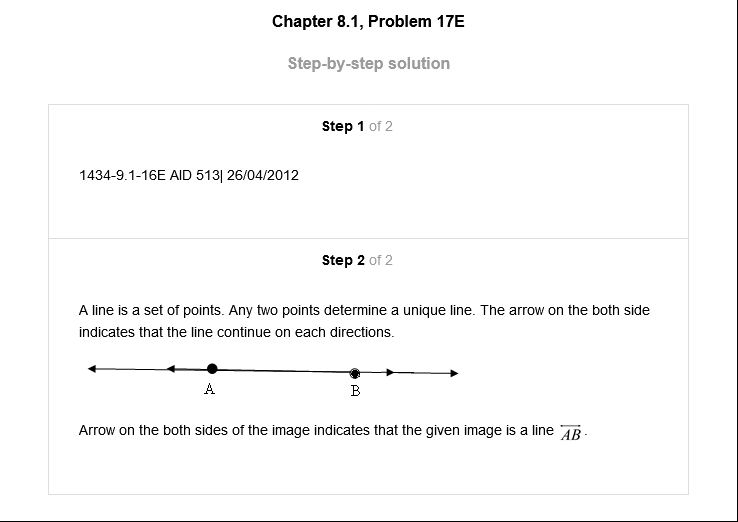 Chapter 8.1, Problem 17E
Step-by-step solution
Step 1 of 2
1434-9.1-16E AID 513| 26/04/2012
Step 2 of 2
A line is a set of points. Any two points determine a unique line. The arrow on the both side
indicates that the line continue on each directions.
A B
Arrow on the both sides of the image indicates that the given image is a line AB.